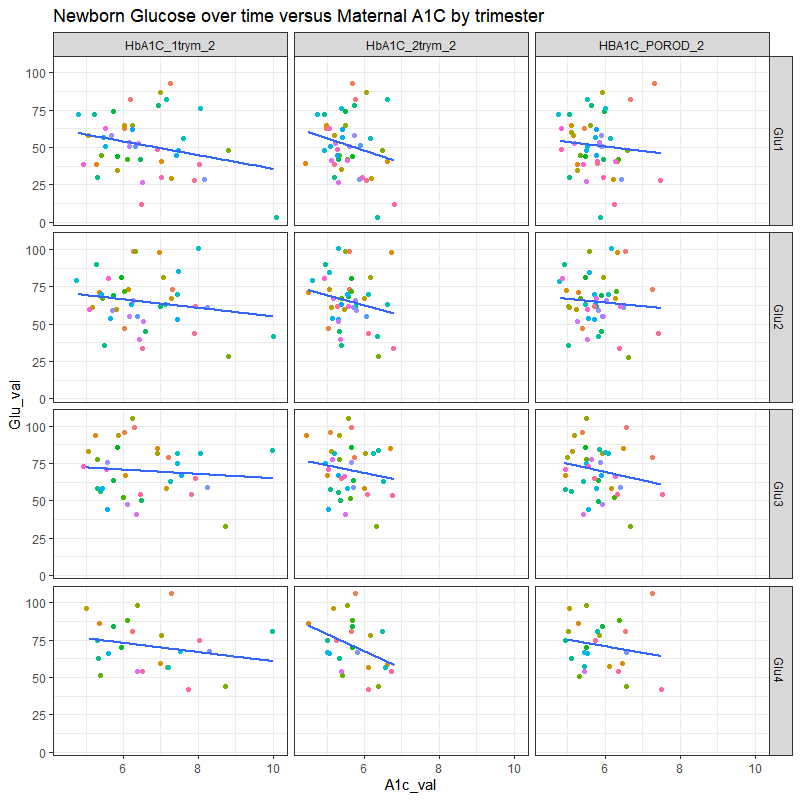 Newborn Glucose over time versus Maternal A1C by trimester
HbA1C_1trym_2 HbA1C_2trym_2 HBA1C_POROD_2
100
75
50
25
0
Glu1
100
75
50
25
0
Glu2
Glu_val
100
75
50
25
0
Glu3
100
75
50
25
0
Glu4
6 8 10 6 8 10 6 8 10
A1c_val